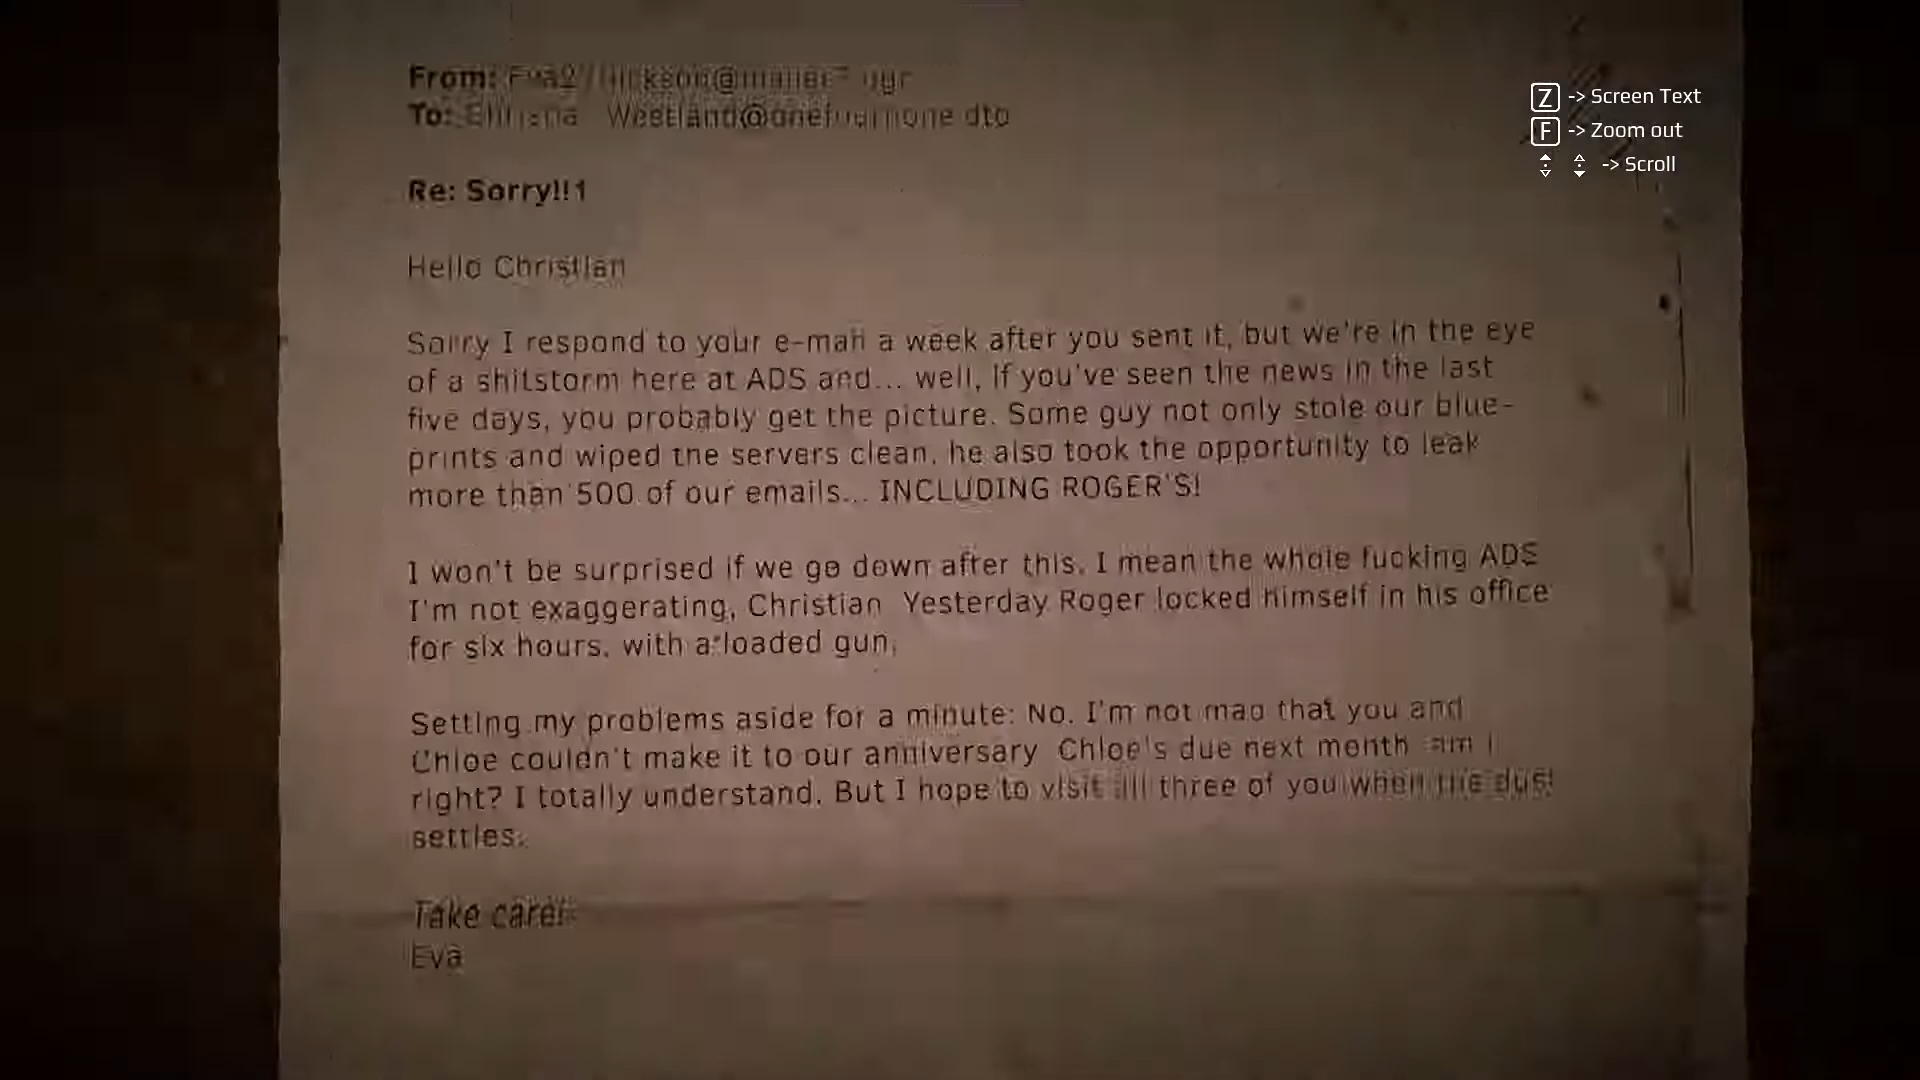 From:
To: Westland@onefournone dto
Re: Sorry!!1
Hello Christian
Sorry I respond to your e-mail a week after you sent it, but we're in the eye
of a shitstorm here at ADS and... well, if you've seen the news in the last
five days, you probably get the picture. Some guy not only stole our blue-
prints and wiped the servers clean, he also took the opportunity to leak
more than 500 of our emails... INCLUDING ROGER'S!
I won't be surprised if we go down after this. I mean the whole fucking ADS
I'm not exaggerating, Christian Yesterday Roger locked himself in his office
for six hours, with a loaded gun.
Setting my problems aside for a minute: No, I'm not mad that you and
Chloe couldn't make it to our anniversary Chloe's due next month am I
right? I totally understand. But I hope to visit all three of you when the dust
settles.
Take care!
Eva
Z -> Screen Text
F -> Zoom out
-> Scroll